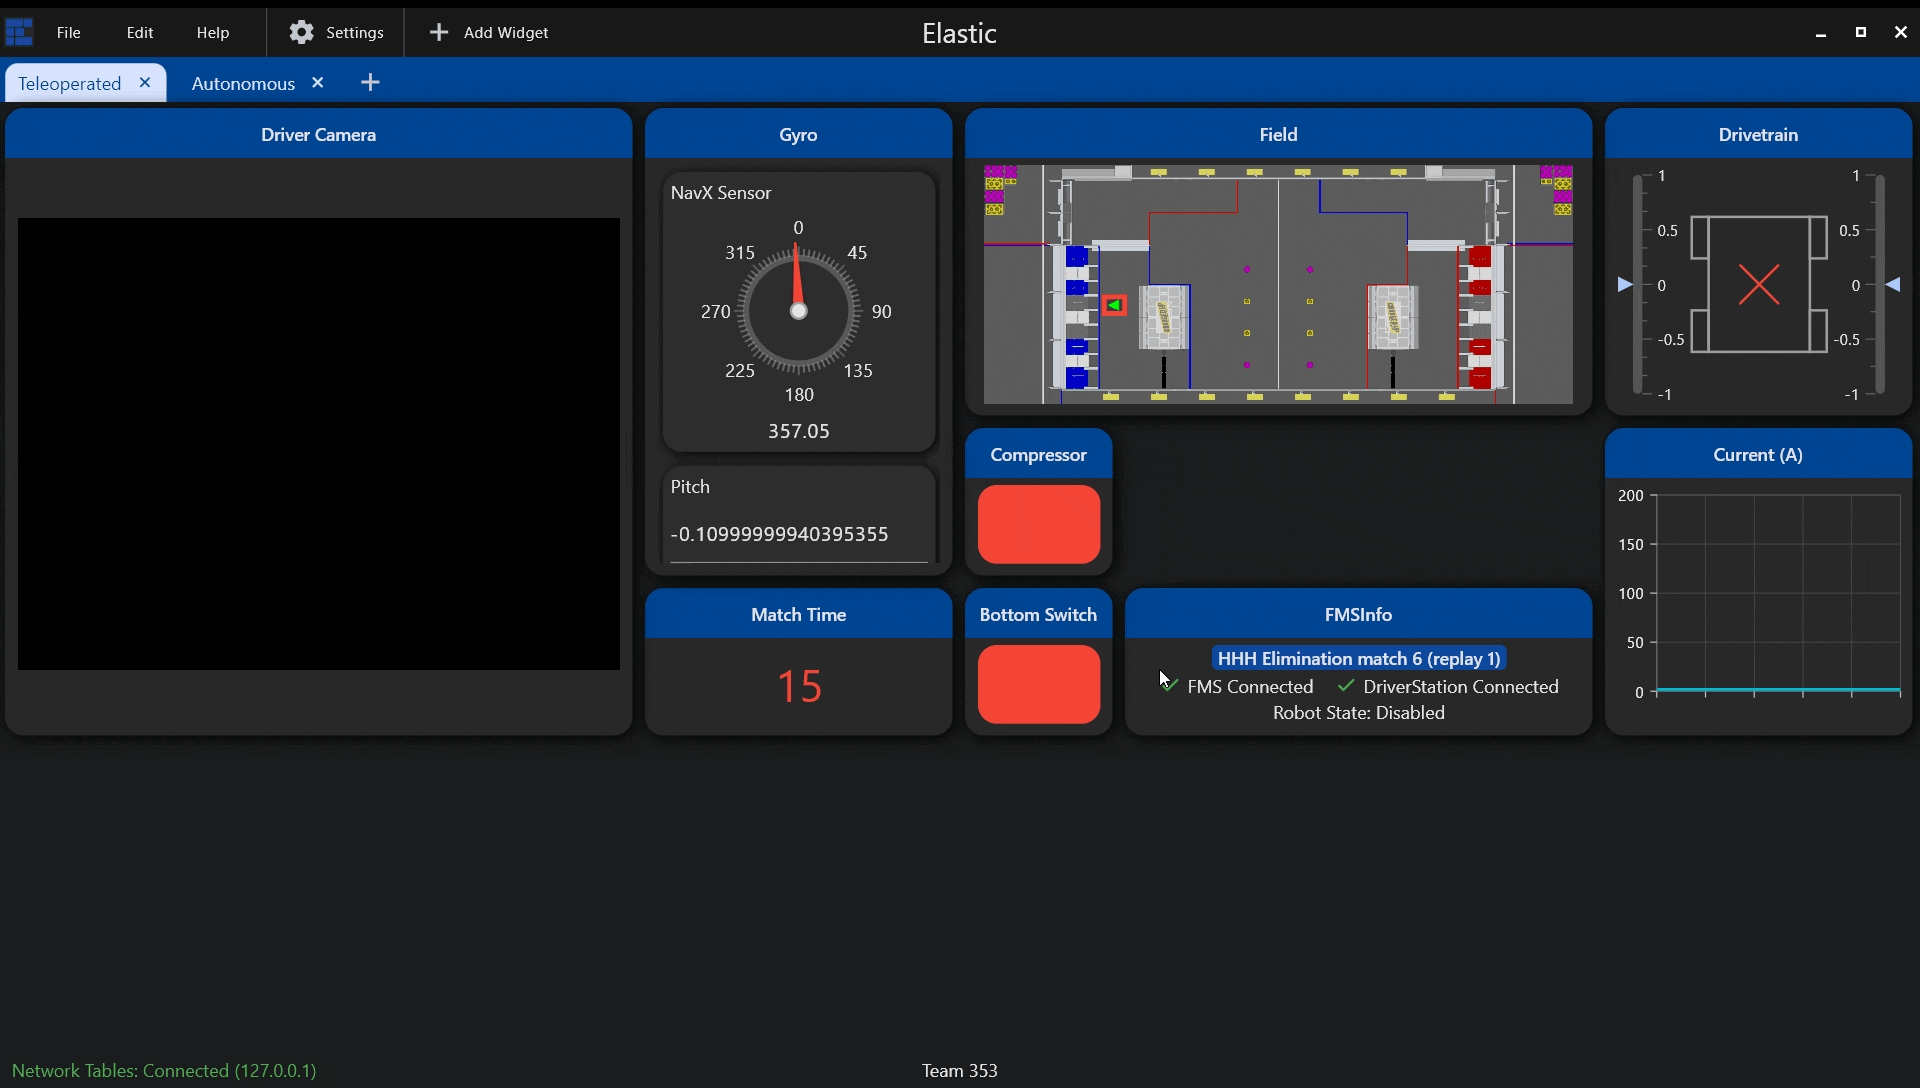 File Edit Help Settings Add Widget Elastic
Teleoperated Autonomous
Driver Camera
Gyro
NavX Sensor
0
315 45
270 90
225 135
180
357.05
Pitch
-0.10999999940395355
Match Time
15
Field
Compressor
Bottom Switch
FMSInfo
HHH Elimination match 6 (replay 1)
FMS Connected DriverStation Connected
Robot State: Disabled
Drivetrain
1 1
0.5 0.5
0 0
-0.5 -0.5
-1 -1
Current (A)
200
150
100
50
0
Network Tables: Connected (127.0.0.1) Team 353